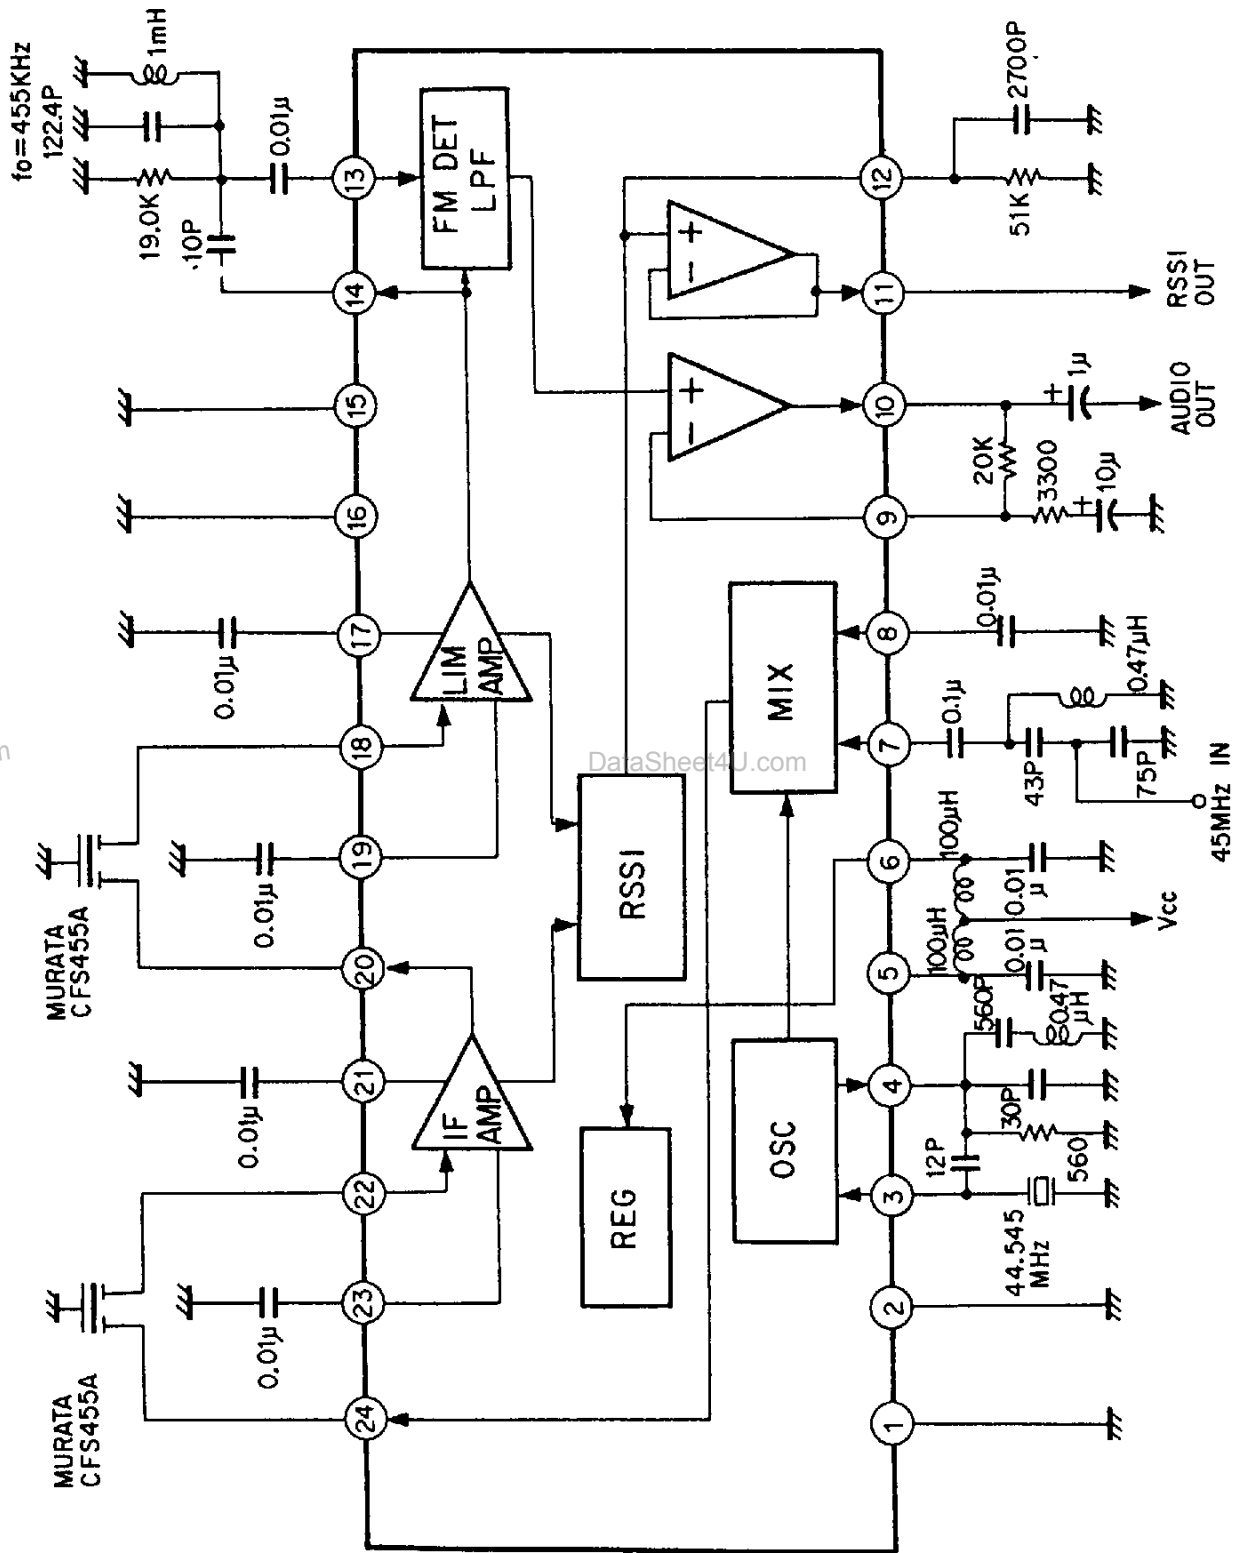 fo=455KHz
122.4P
1mH
19.0K
10P
0.01μ
0.01μ
MURATA
CFS455A
0.01μ
0.01μ
MURATA
CFS455A
0.01μ
24
23
22
21
20
19
18
17
16
15
14
13
FM DET
LPF
LIM
AMP
IF
AMP
RSSI
REG
MIX
OSC
+
−
+
−
DataSheet4U.com
m
1
2
3
4
5
6
7
8
9
10
11
12
44.545
MHz
12P
560
30P
560P
0.47
μH
100μH
0.01
μ
Vcc
100μH
0.01
μ
45MHz IN
0.1μ
43P
75P
0.47μH
0.01μ
20K
3300
+
10μ
+
1μ
AUDIO
OUT
RSSI
OUT
51K
2700P